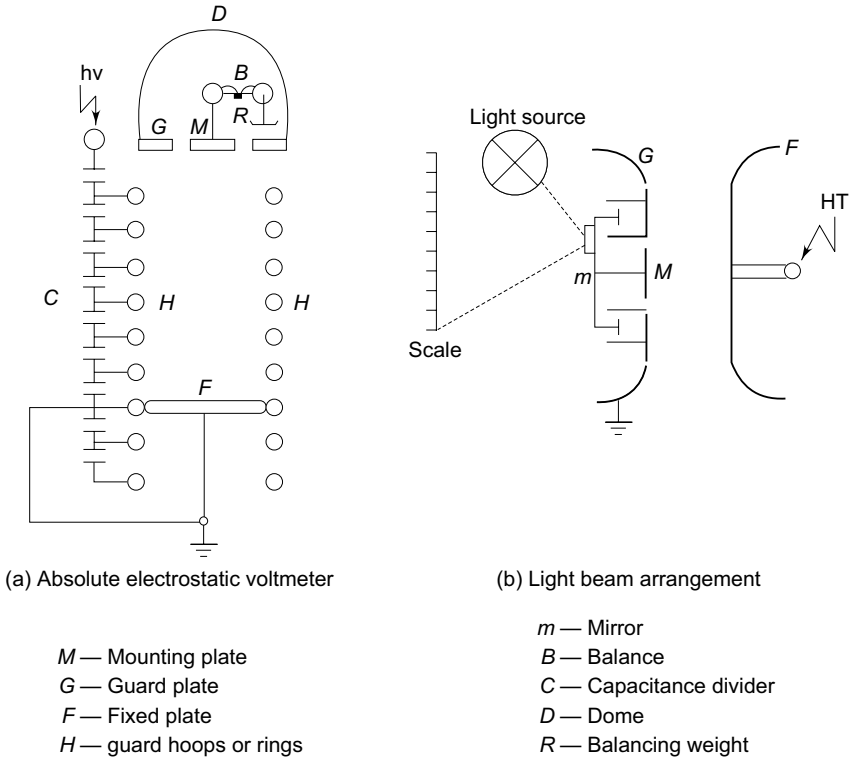 D
hv
B
R
G
M
C
H
H
F
(a) Absolute electrostatic voltmeter
Light source
G
F
HT
m
M
Scale
(b) Light beam arrangement
M — Mounting plate
G — Guard plate
F — Fixed plate
H — guard hoops or rings
m — Mirror
B — Balance
C — Capacitance divider
D — Dome
R — Balancing weight